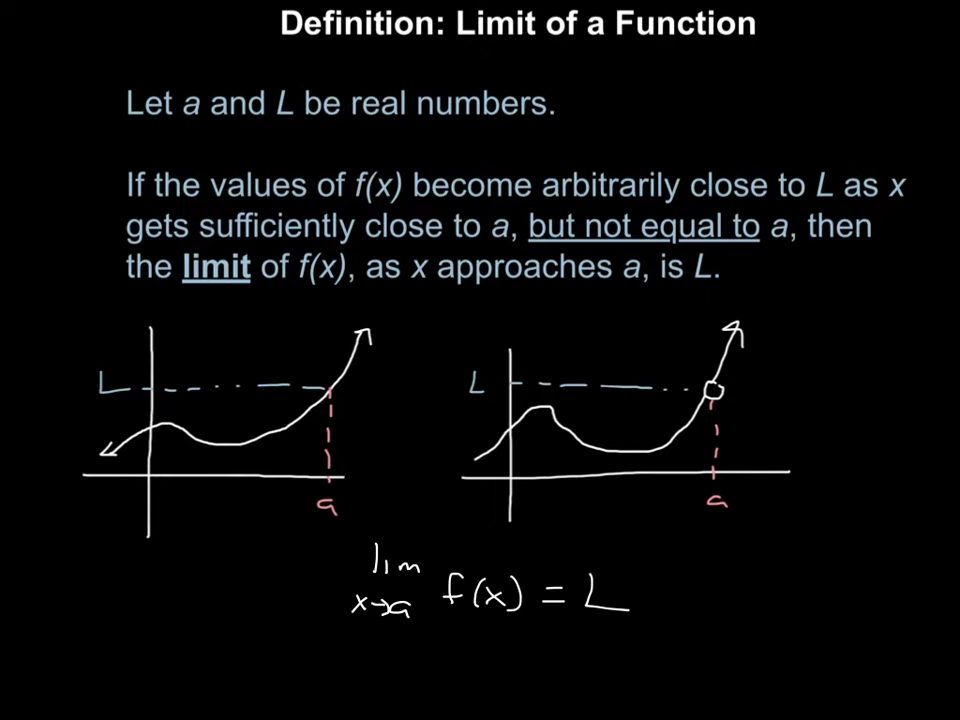 Definition: Limit of a Function
Let a and L be real numbers.
If the values of f(x) become arbitrarily close to L as x
gets sufficiently close to a, but not equal to a, then
the limit of f(x), as x approaches a, is L.
L
a
L
a
lim
x→a
f(x) = L